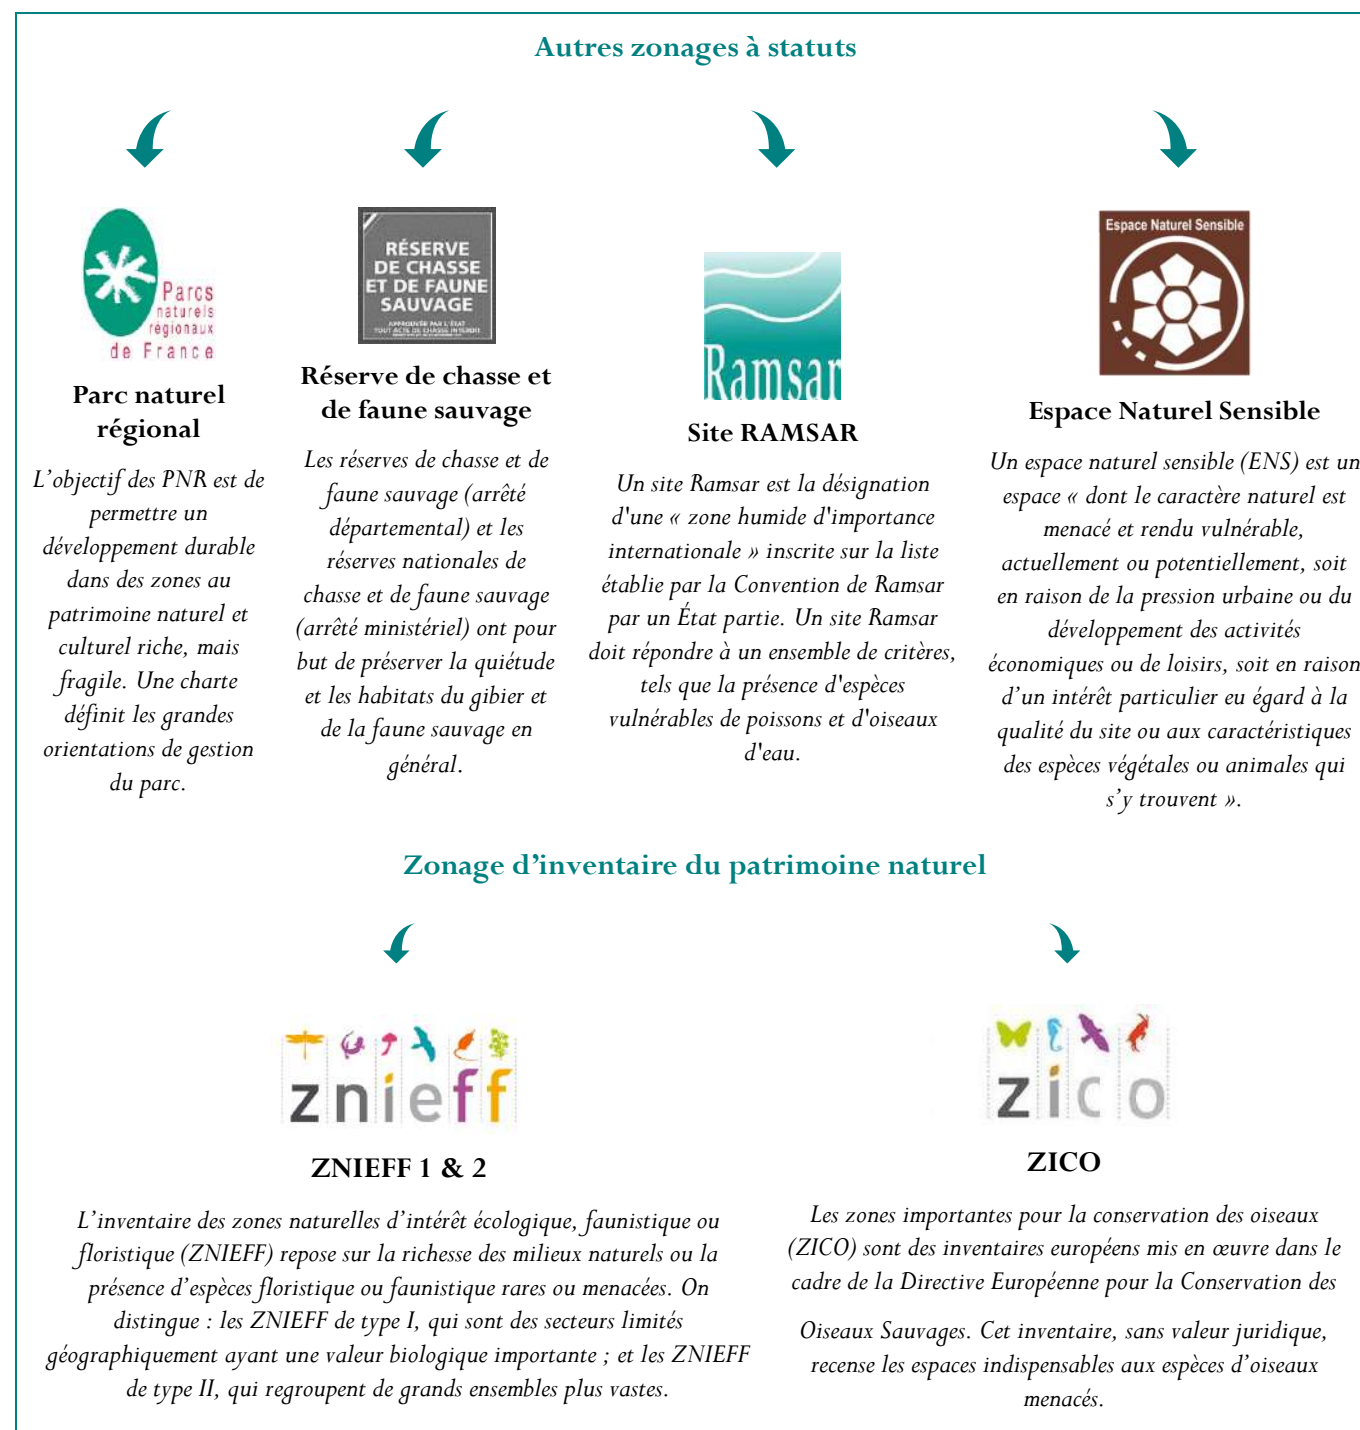 Autres zonages à statuts
Parcs
naturels
régionaux
de France
Parc naturel
régional
L’objectif des PNR est de
permettre un
développement durable
dans des zones au
patrimoine naturel et
culturel riche, mais
fragile. Une charte
définit les grandes
orientations de gestion
du parc.
RÉSERVE
DE CHASSE
ET DE FAUNE
SAUVAGE
APPROUVÉE PAR L'ÉTAT
TOUT ACTE DE CHASSE INTERDIT
Réserve de chasse et
de faune sauvage
Les réserves de chasse et de
faune sauvage (arrêté
départemental) et les
réserves nationales de
chasse et de faune sauvage
(arrêté ministériel) ont pour
but de préserver la quiétude
et les habitats du gibier et
de la faune sauvage en
général.
Ramsar
Site RAMSAR
Un site Ramsar est la désignation
d'une « zone humide d'importance
internationale » inscrite sur la liste
établie par la Convention de Ramsar
par un État partie. Un site Ramsar
doit répondre à un ensemble de critères,
tels que la présence d'espèces
vulnérables de poissons et d'oiseaux
d'eau.
Espace Naturel Sensible
Espace Naturel Sensible
Un espace naturel sensible (ENS) est un
espace « dont le caractère naturel est
menacé et rendu vulnérable,
actuellement ou potentiellement, soit
en raison de la pression urbaine ou du
développement des activités
économiques ou de loisirs, soit en raison
d’un intérêt particulier eu égard à la
qualité du site ou aux caractéristiques
des espèces végétales ou animales qui
s’y trouvent ».
Zonage d’inventaire du patrimoine naturel
znieff
ZNIEFF 1 & 2
L’inventaire des zones naturelles d’intérêt écologique, faunistique ou
floristique (ZNIEFF) repose sur la richesse des milieux naturels ou la
présence d’espèces floristique ou faunistique rares ou menacées. On
distingue : les ZNIEFF de type I, qui sont des secteurs limités
géographiquement ayant une valeur biologique importante ; et les ZNIEFF
de type II, qui regroupent de grands ensembles plus vastes.
zico
ZICO
Les zones importantes pour la conservation des oiseaux
(ZICO) sont des inventaires européens mis en œuvre dans le
cadre de la Directive Européenne pour la Conservation des
Oiseaux Sauvages. Cet inventaire, sans valeur juridique,
recense les espaces indispensables aux espèces d’oiseaux
menacés.